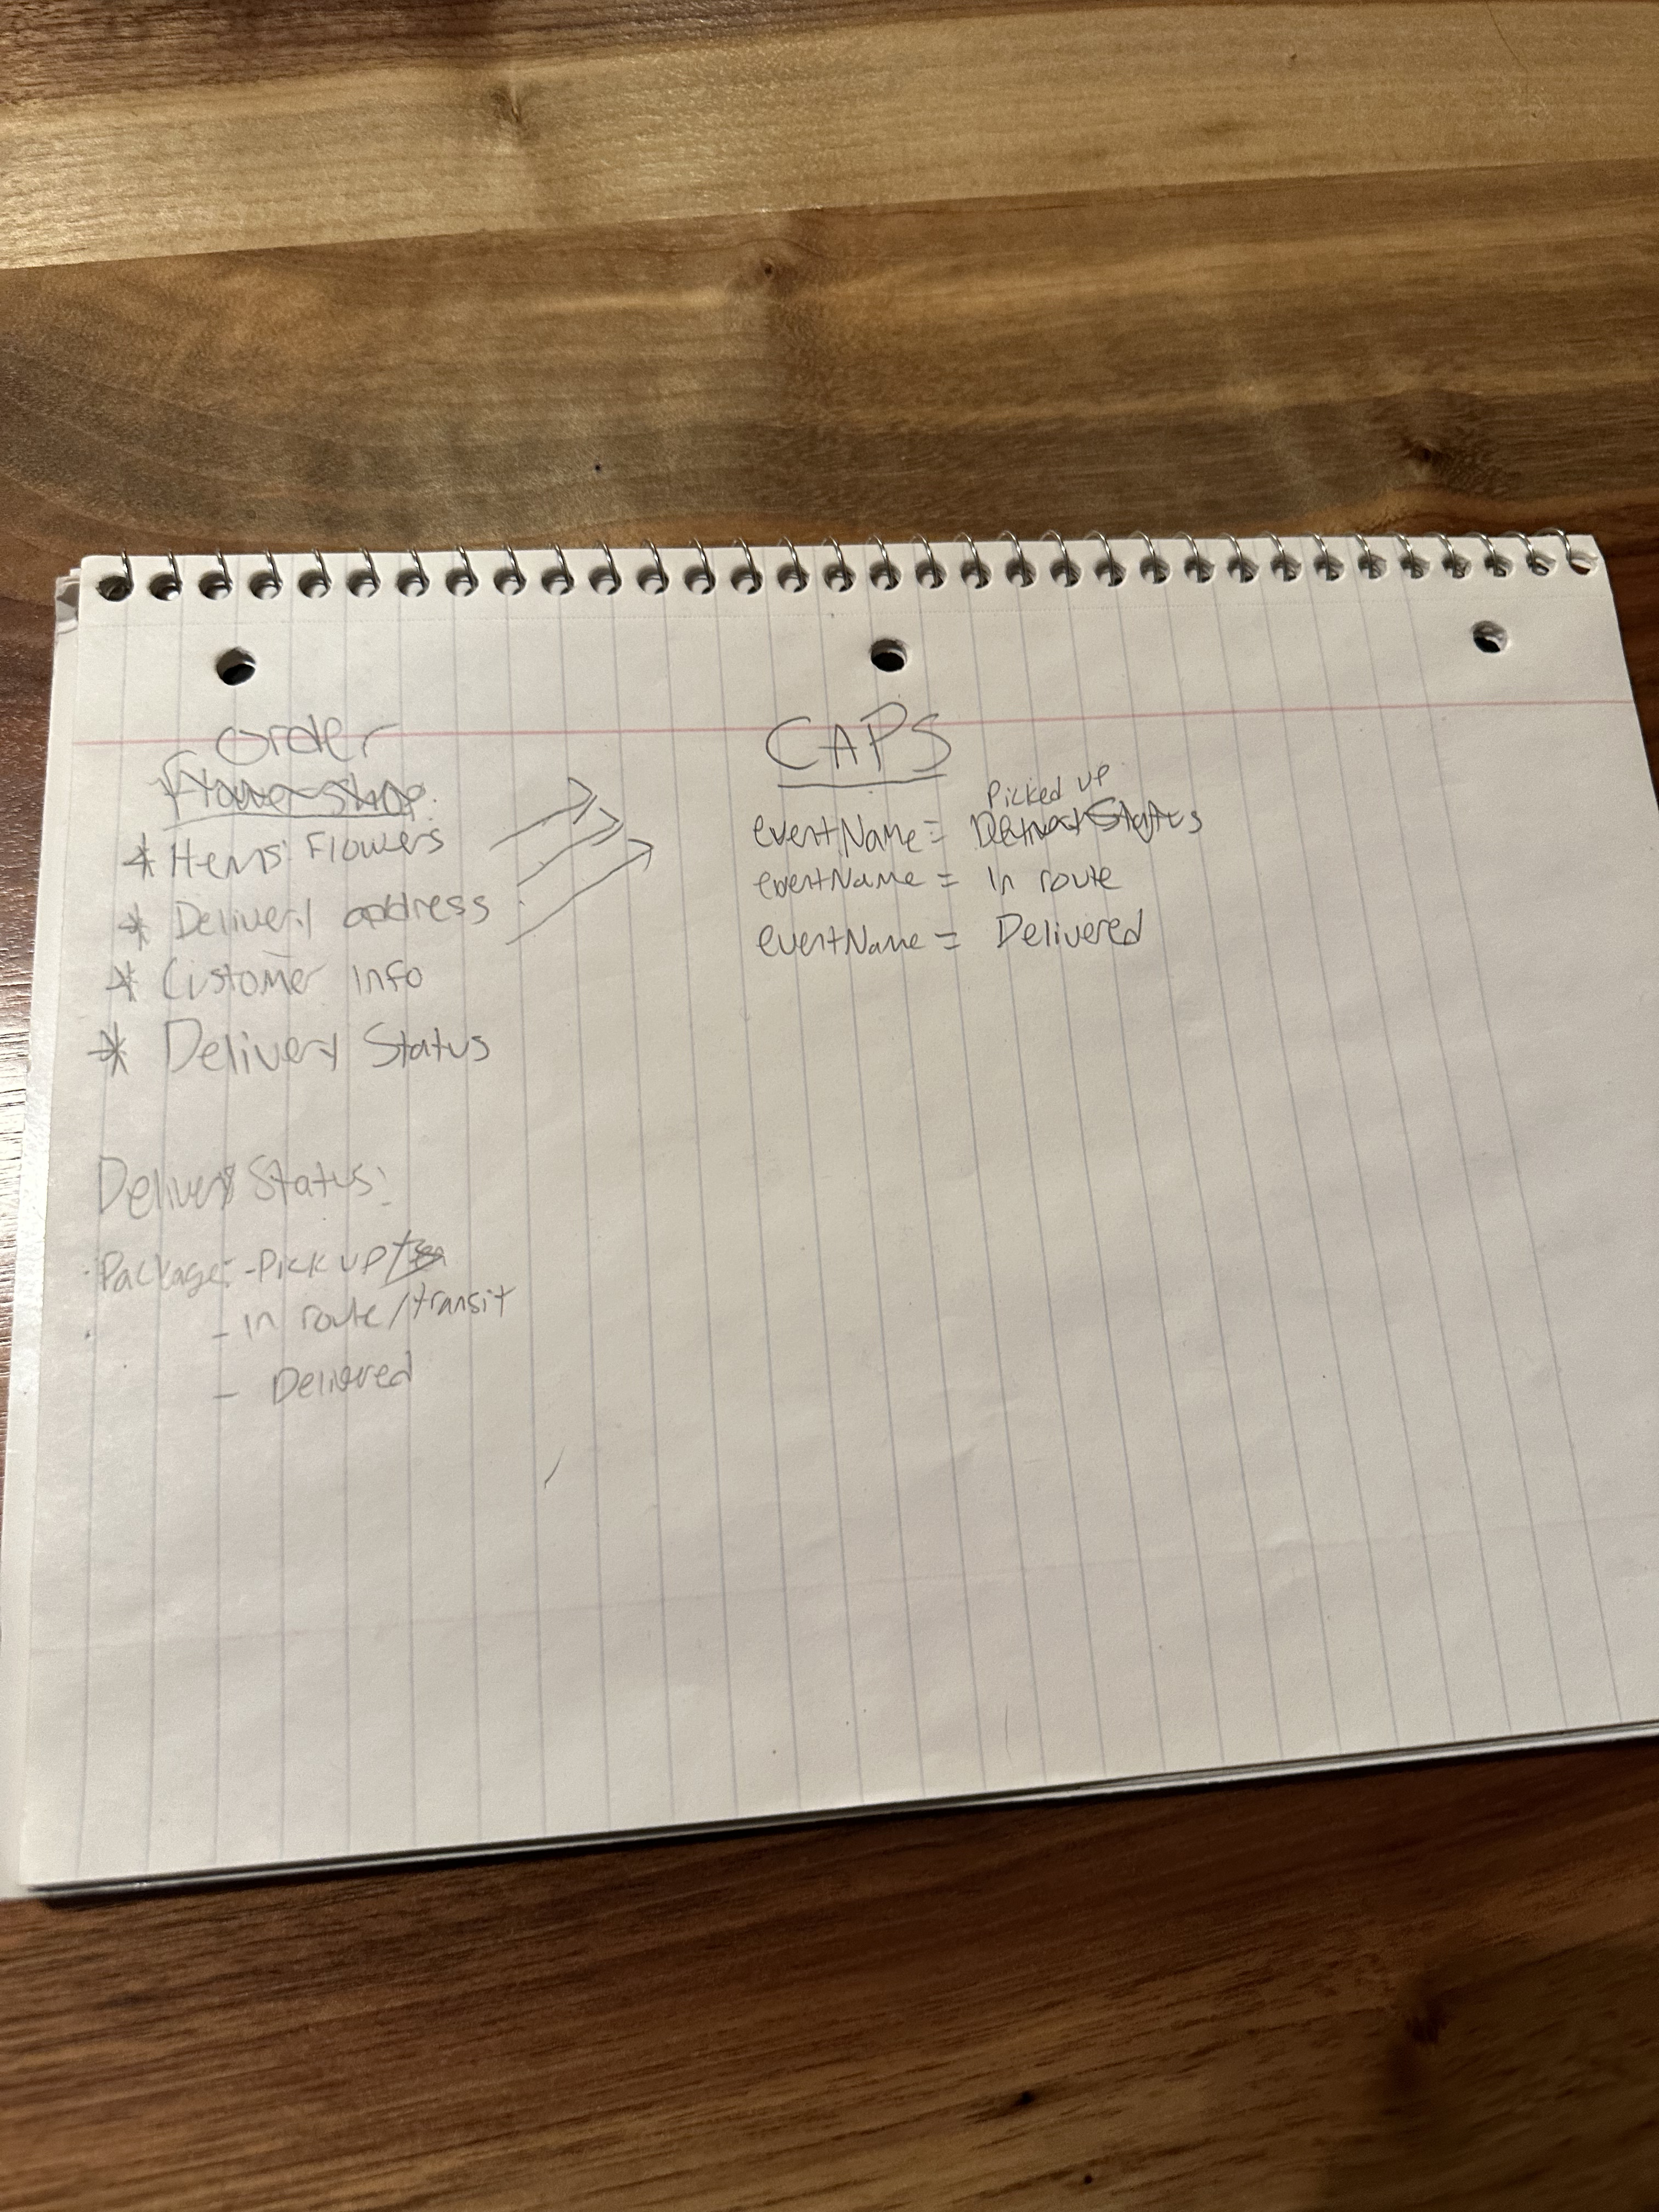 Order
Flower Shop:
* Items: Flowers
* Delivery address
* Customer Info
* Delivery Status
Delivery Status:
Package: - Pick up/
- in route/transit
- Delivered
CAPS
Picked up
eventName = Delivery Status
eventName = In route
eventName = Delivered